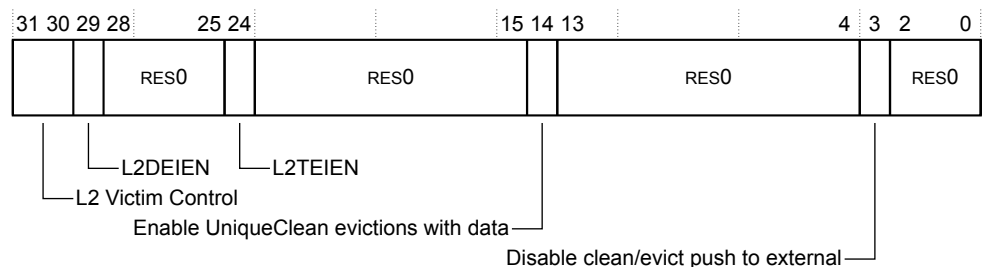 31 30 29 28 25 24 15 14 13 4 3 2 0
RES0 RES0 RES0 RES0
L2DEIEN L2TEIEN
L2 Victim Control
Enable UniqueClean evictions with data
Disable clean/evict push to external